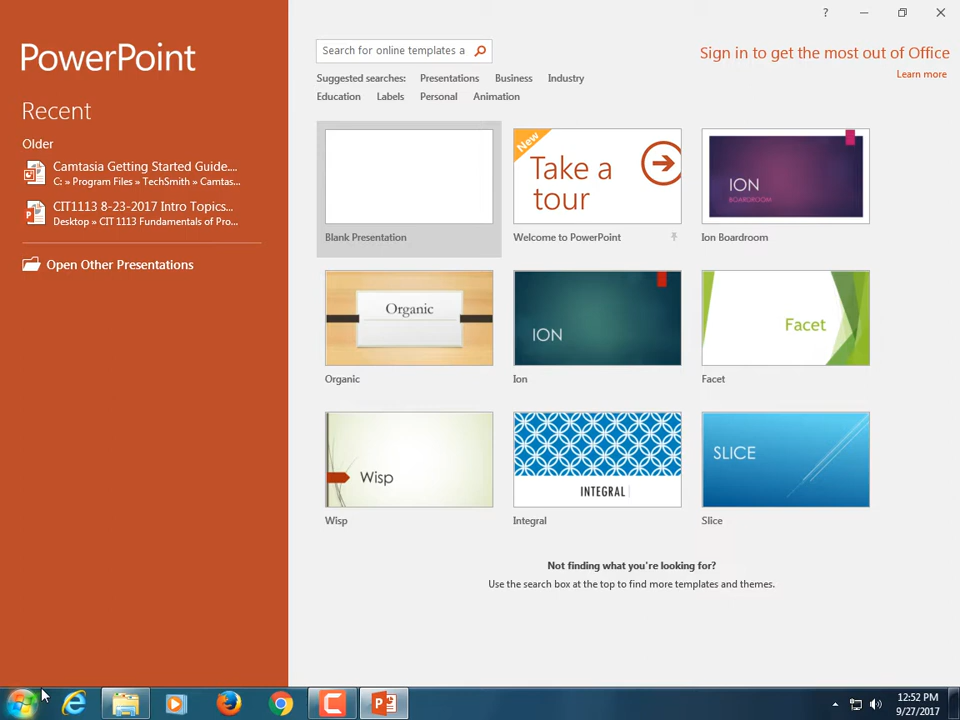 PowerPoint
Recent
Older
Camtasia Getting Started Guide....
C: » Program Files » TechSmith » Camtas...
CIT1113 8-23-2017 Intro Topics...
Desktop » CIT 1113 Fundamentals of Pro...
Open Other Presentations
?
Search for online templates a
Sign in to get the most out of Office
Learn more
Suggested searches: Presentations Business Industry
Education Labels Personal Animation
Blank Presentation
New
Take a
tour
Welcome to PowerPoint
ION
BOARDROOM
Ion Boardroom
Organic
Organic
ION
Ion
Facet
Facet
Wisp
Wisp
INTEGRAL
Integral
SLICE
Slice
Not finding what you're looking for?
Use the search box at the top to find more templates and themes.
12:52 PM
9/27/2017